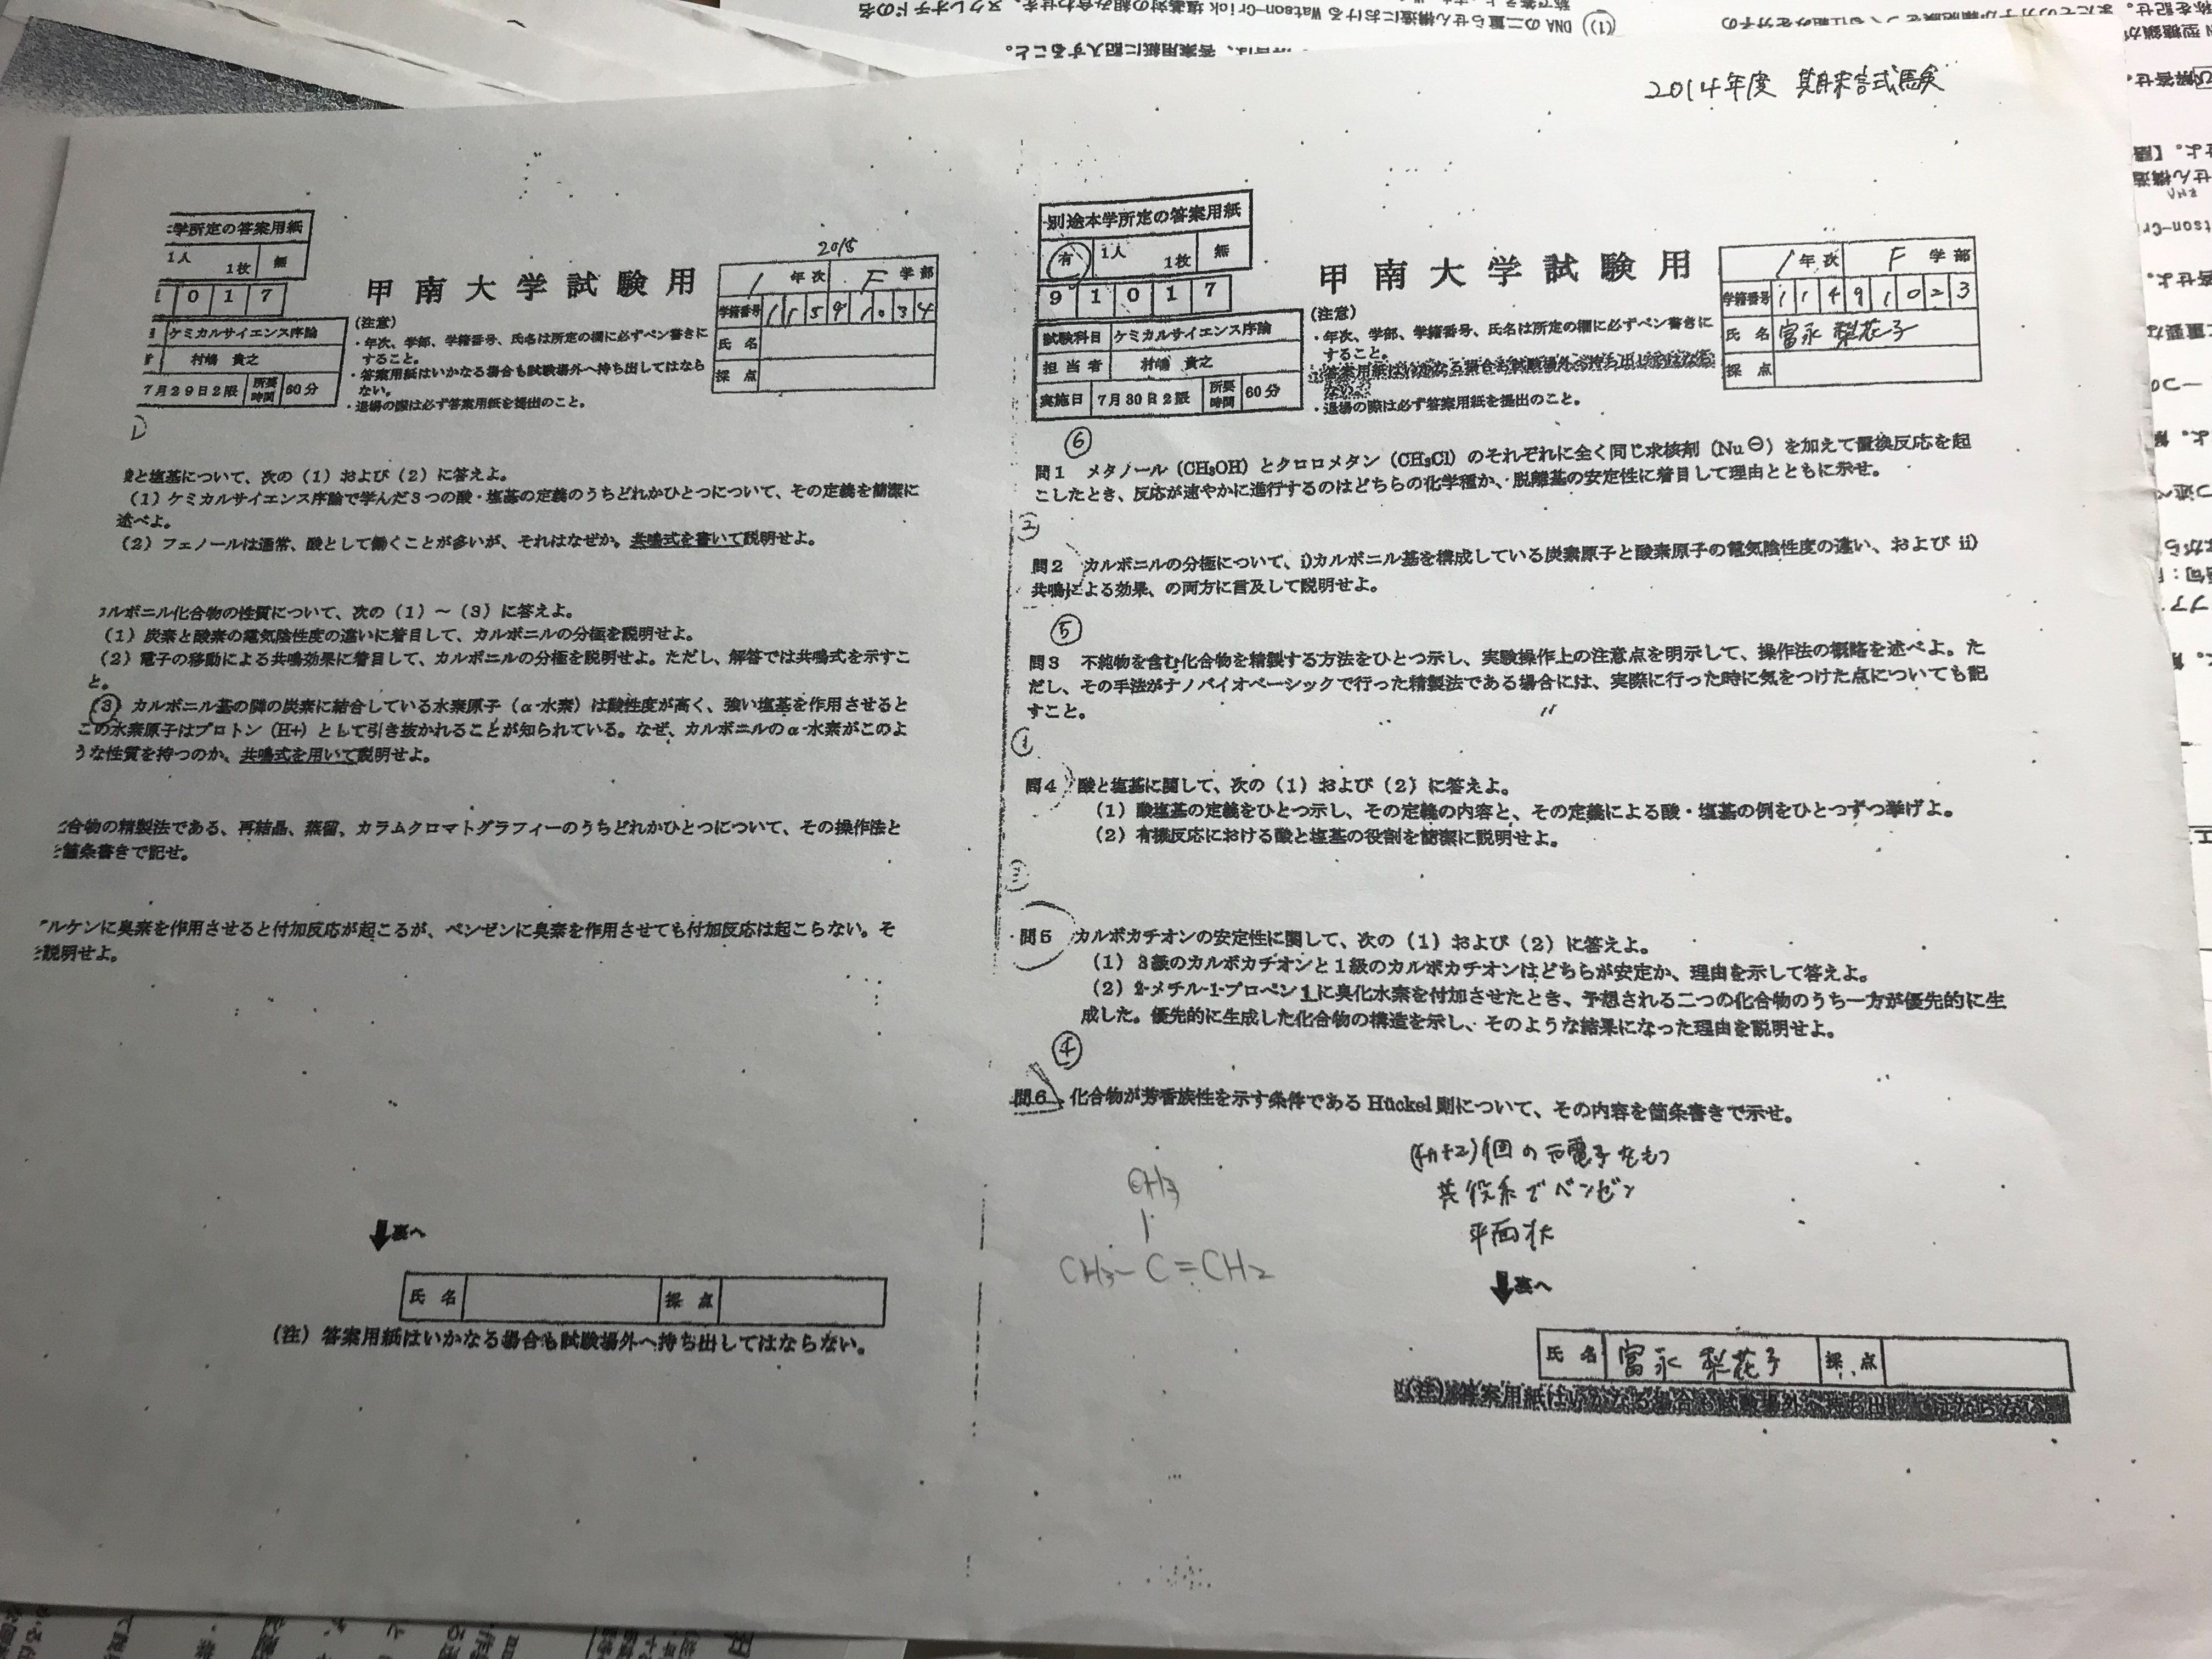 2014年度 期末試験
学所定の答案用紙
1人 1枚 無
0 1 7
ケミカルサイエンス序論
村嶋 貴之
7月29日2限 所要時間 60分
甲南大学試験用
(注意)
・年次、学部、学籍番号、氏名は所定の欄に必ずペン書きに
すること。
・答案用紙はいかなる場合も試験場外へ持ち出してはなら
ない。
・退場の際は必ず答案用紙を提出のこと。
2015
1 年次 F 学部
学籍番号 1 1 5 9 1 0 3 4
氏名
採点
と塩基について、次の（1）および（2）に答えよ。
（1）ケミカルサイエンス序論で学んだ3つの酸・塩基の定義のうちどれかひとつについて、その定義を簡潔に
述べよ。
（2）フェノールは通常、酸として働くことが多いが、それはなぜか。共鳴式を書いて説明せよ。
ルボニル化合物の性質について、次の（1）～（3）に答えよ。
（1）炭素と酸素の電気陰性度の違いに着目して、カルボニルの分極を説明せよ。
（2）電子の移動による共鳴効果に着目して、カルボニルの分極を説明せよ。ただし、解答では共鳴式を示すこ
と。
（3）カルボニル基の隣の炭素に結合している水素原子（α-水素）は酸性度が高く、強い塩基を作用させると
この水素原子はプロトン（H+）として引き抜かれることが知られている。なぜ、カルボニルのα-水素がこのよ
うな性質を持つのか、共鳴式を用いて説明せよ。
合物の精製法である、再結晶、蒸留、カラムクロマトグラフィーのうちどれかひとつについて、その操作法と
箇条書きで記せ。
ルケンに臭素を作用させると付加反応が起こるが、ベンゼンに臭素を作用させても付加反応は起こらない。そ
説明せよ。
裏へ
氏名 採点
（注）答案用紙はいかなる場合も試験場外へ持ち出してはならない。
別途本学所定の答案用紙
有 1人 1枚 無
9 1 0 1 7
試験科目 ケミカルサイエンス序論
担当者 村嶋 貴之
実施日 7月30日2限 所要時間 60分
甲南大学試験用
(注意)
・年次、学部、学籍番号、氏名は所定の欄に必ずペン書きに
すること。
・答案用紙はいかなる場合も試験場外へ持ち出してはなら
ない。
・退場の際は必ず答案用紙を提出のこと。
1 年次 F 学部
学籍番号 1 1 4 9 1 0 2 3
氏名 富永 梨花子
採点
⑥
問1 メタノール（CH3OH）とクロロメタン（CH3Cl）のそれぞれに全く同じ求核剤（Nu⊖）を加えて置換反応を起
こしたとき、反応が速やかに進行するのはどちらの化学種か、脱離基の安定性に着目して理由とともに示せ。
②
問2 カルボニルの分極について、i)カルボニル基を構成している炭素原子と酸素原子の電気陰性度の違い、および ii)
共鳴による効果、の両方に言及して説明せよ。
⑤
問3 不純物を含む化合物を精製する方法をひとつ示し、実験操作上の注意点を明示して、操作法の概略を述べよ。た
だし、その手法がナノバイオベーシックで行った精製法である場合には、実際に行った時に気をつけた点についても記
すこと。
①
問4 酸と塩基に関して、次の（1）および（2）に答えよ。
（1）酸塩基の定義をひとつ示し、その定義の内容と、その定義による酸・塩基の例をひとつずつ挙げよ。
（2）有機反応における酸と塩基の役割を簡潔に説明せよ。
③
問5 カルボカチオンの安定性に関して、次の（1）および（2）に答えよ。
（1）3級のカルボカチオンと1級のカルボカチオンはどちらが安定か、理由を示して答えよ。
（2）2-メチル-1-プロペン1に臭化水素を付加させたとき、予想される二つの化合物のうち一方が優先的に生
成した。優先的に生成した化合物の構造を示し、そのような結果になった理由を説明せよ。
④
問6 化合物が芳香族性を示す条件であるHückel則について、その内容を箇条書きで示せ。
(4n+2)個のπ電子をもつ
共役系でベンゼン
平面状
CH3
CH3-C=CH2
裏へ
氏名 富永 梨花子 採点
（注）答案用紙はいかなる場合も試験場外へ持ち出してはならない。